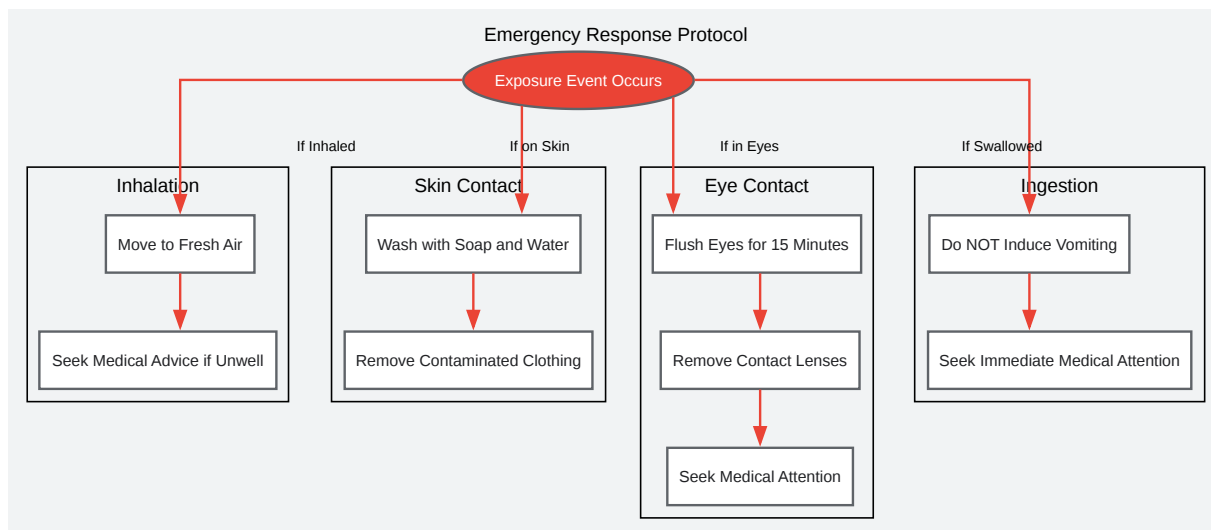 Emergency Response Protocol
Exposure Event Occurs
If Inhaled
If on Skin
If in Eyes
If Swallowed
Inhalation
Skin Contact
Eye Contact
Ingestion
Move to Fresh Air
Wash with Soap and Water
Flush Eyes for 15 Minutes
Do NOT Induce Vomiting
Seek Medical Advice if Unwell
Remove Contaminated Clothing
Remove Contact Lenses
Seek Immediate Medical Attention
Seek Medical Attention